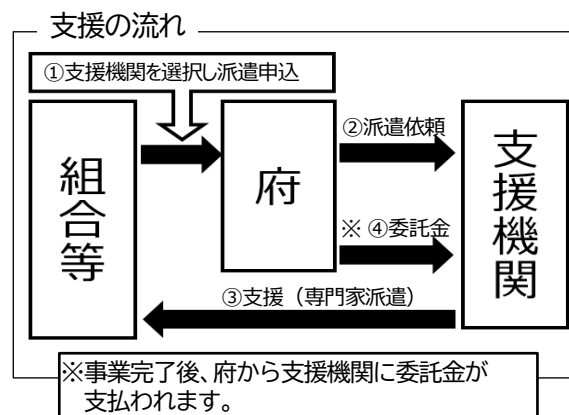 支援の流れ
①支援機関を選択し派遣申込
組合等
府
②派遣依頼
※ ④委託金
支援機関
③支援（専門家派遣）
※事業完了後、府から支援機関に委託金が
支払われます。